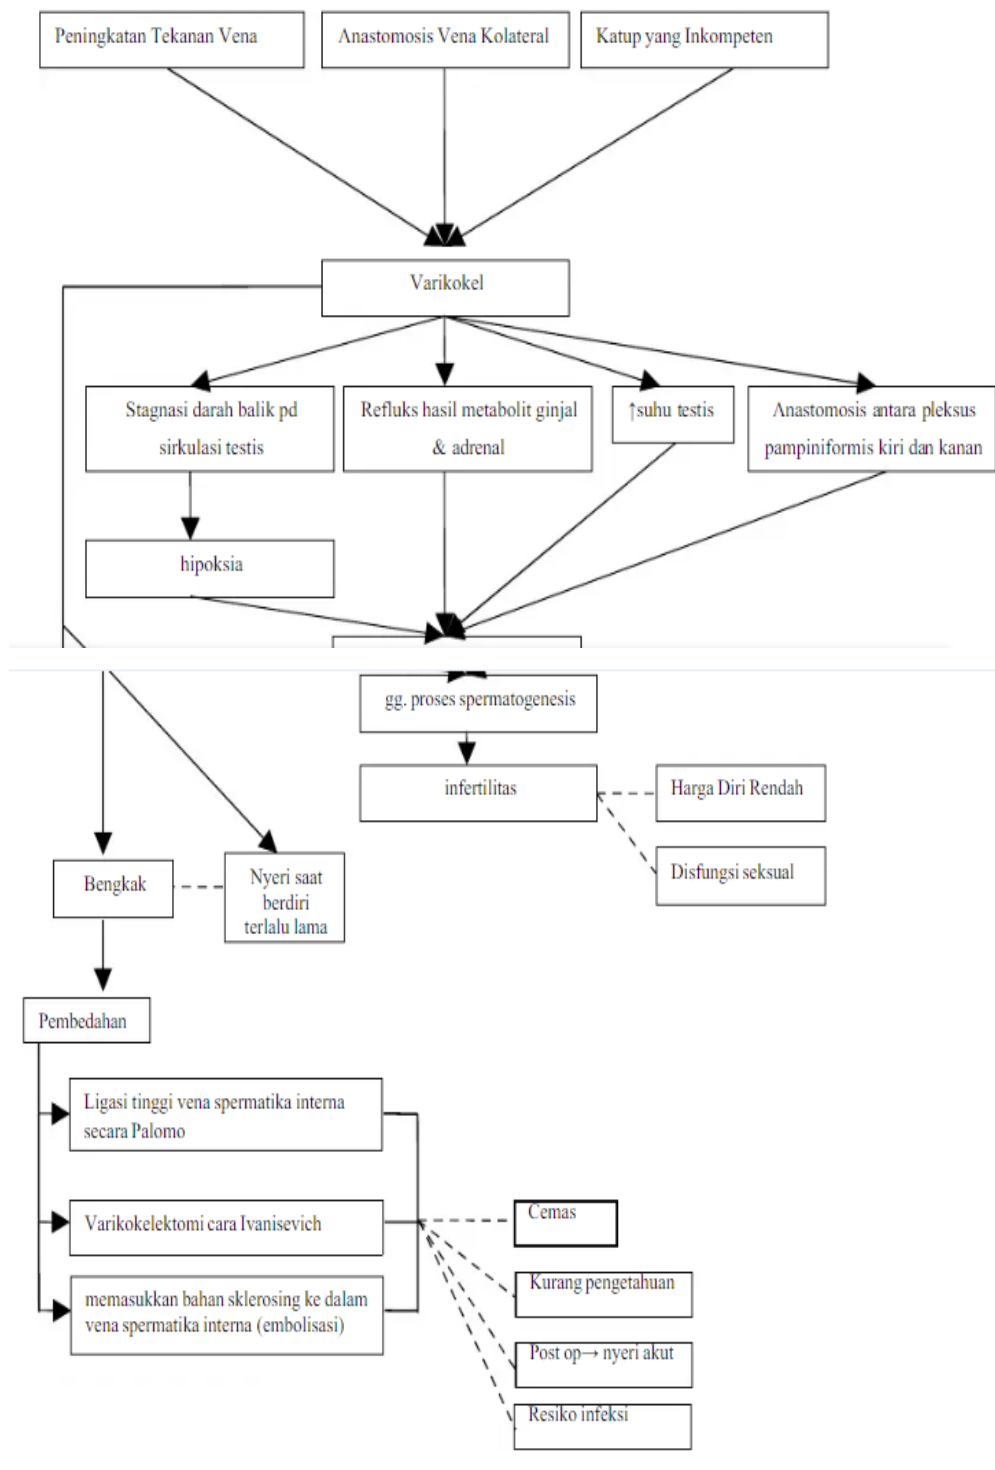 Peningkatan Tekanan Vena
Anastomosis Vena Kolateral
Katup yang Inkompeten
Varikokel
Stagnasi darah balik pd
sirkulasi testis
Refluks hasil metabolit ginjal
& adrenal
↑suhu testis
Anastomosis antara pleksus
pampiniformis kiri dan kanan
hipoksia
gg. proses spermatogenesis
infertilitas
Harga Diri Rendah
Disfungsi seksual
Bengkak
Nyeri saat
berdiri
terlalu lama
Pembedahan
Ligasi tinggi vena spermatika interna
secara Palomo
Varikokelektomi cara Ivanisevich
memasukkan bahan sklerosing ke dalam
vena spermatika interna (embolisasi)
Cemas
Kurang pengetahuan
Post op→ nyeri akut
Resiko infeksi